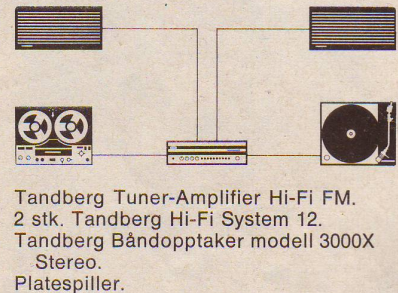 Tandberg Tuner-Amplifier Hi-Fi FM.
2 stk. Tandberg Hi-Fi System 12.
Tandberg Båndopptaker modell 3000X
Stereo.
Platespiller.